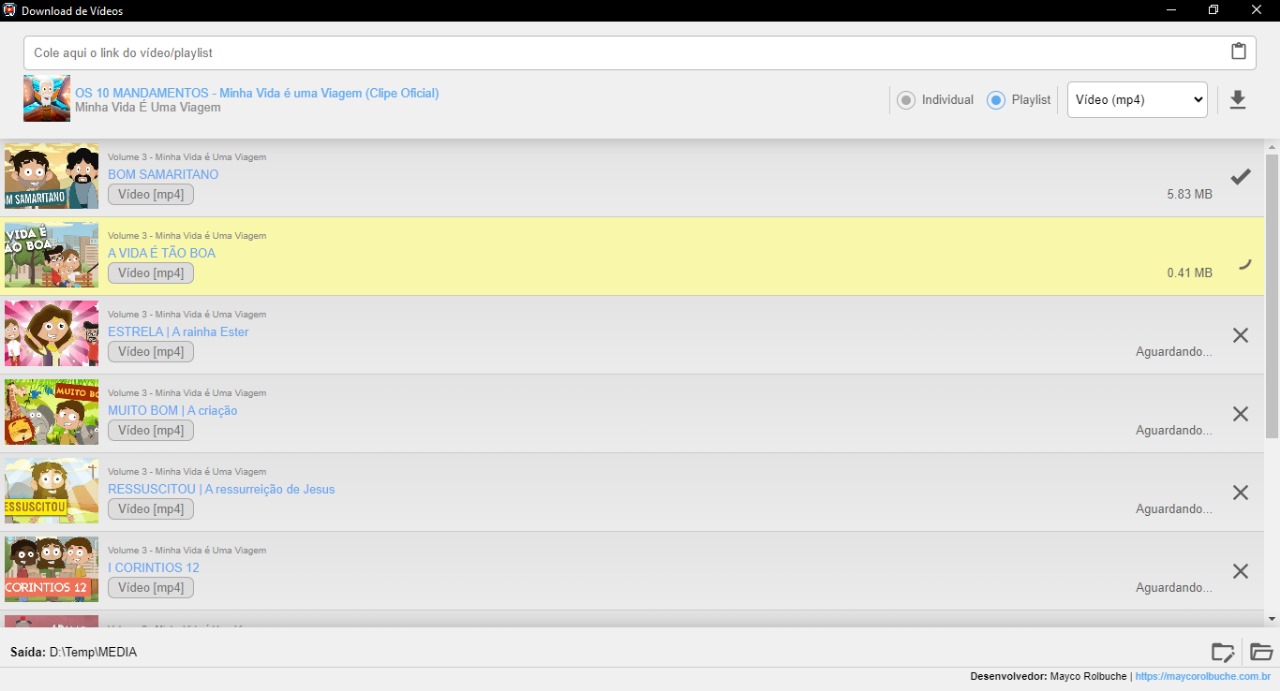 Download de Vídeos
Cole aqui o link do vídeo/playlist
OS 10 MANDAMENTOS - Minha Vida é uma Viagem (Clipe Oficial)
Minha Vida É Uma Viagem
Individual
Playlist
Vídeo (mp4)
M SAMARITANO
Volume 3 - Minha Vida é Uma Viagem
BOM SAMARITANO
Vídeo [mp4]
5.83 MB
VIDA É
ÃO BOA
Volume 3 - Minha Vida é Uma Viagem
A VIDA É TÃO BOA
Vídeo [mp4]
0.41 MB
Volume 3 - Minha Vida é Uma Viagem
ESTRELA | A rainha Ester
Vídeo [mp4]
Aguardando...
MUITO BO
Volume 3 - Minha Vida é Uma Viagem
MUITO BOM | A criação
Vídeo [mp4]
Aguardando...
ESSUSCITOU
Volume 3 - Minha Vida é Uma Viagem
RESSUSCITOU | A ressurreição de Jesus
Vídeo [mp4]
Aguardando...
CORINTIOS 12
Volume 3 - Minha Vida é Uma Viagem
I CORINTIOS 12
Vídeo [mp4]
Aguardando...
Saída: D:\Temp\MEDIA
Desenvolvedor: Mayco Rolbuche | https://maycorolbuche.com.br